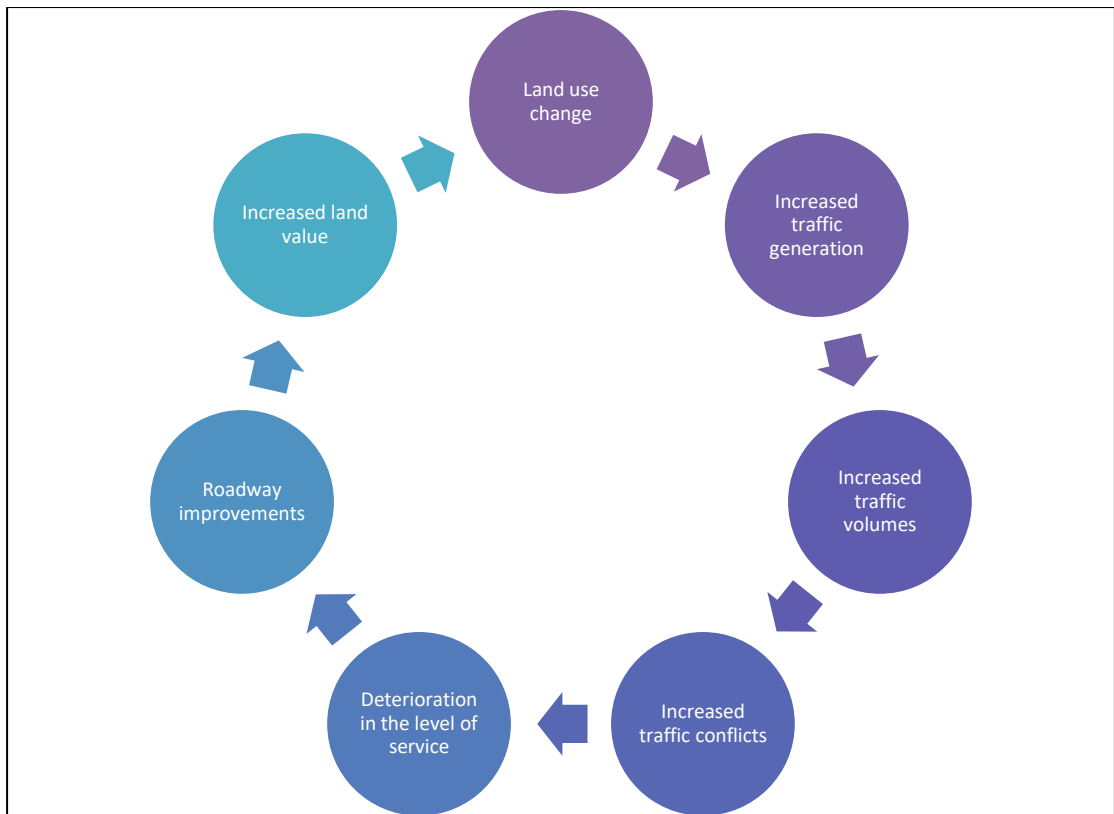 Land use
change
Increased
traffic
generation
Increased
traffic
volumes
Increased
traffic conflicts
Deterioration
in the level of
service
Roadway
improvements
Increased land
value